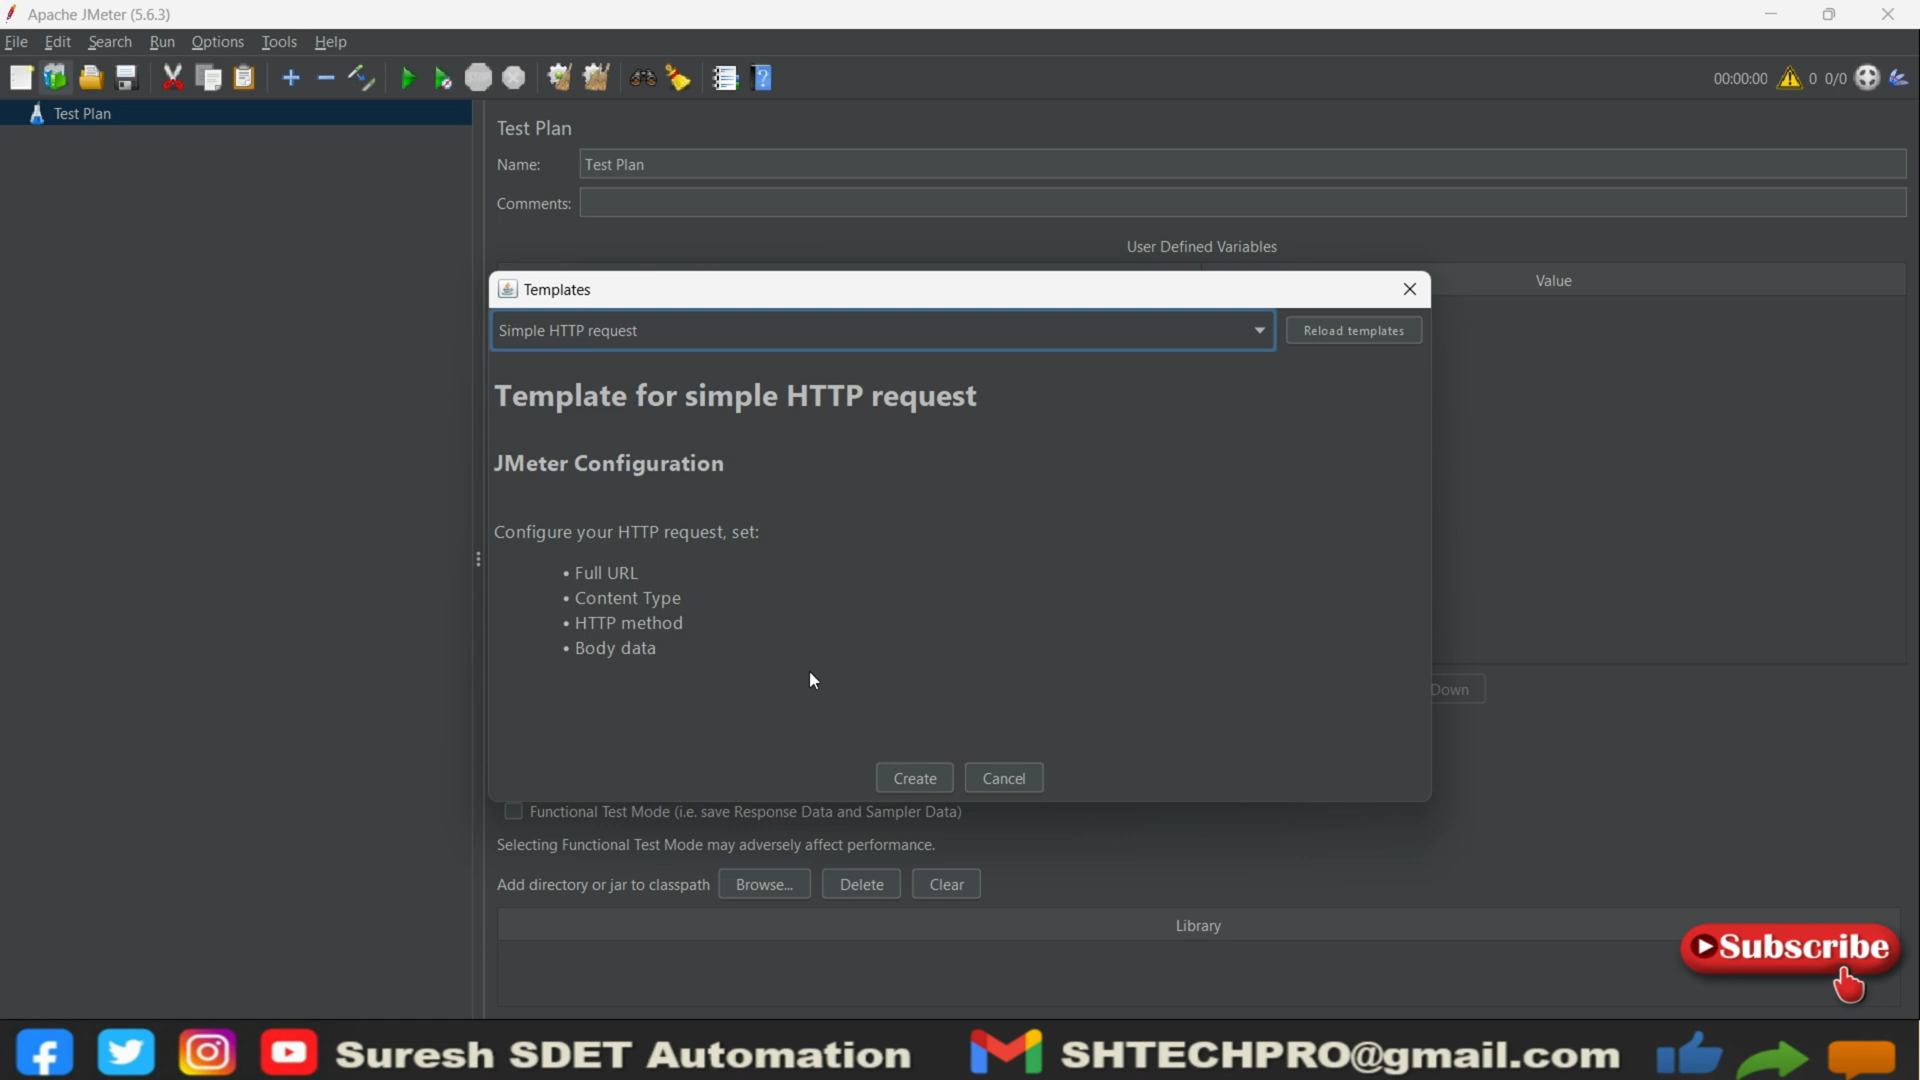 Apache JMeter (5.6.3)
File Edit Search Run Options Tools Help
00:00:00 0 0/0
Test Plan
Test Plan
Name: Test Plan
Comments:
User Defined Variables
Value
Templates
Simple HTTP request
Reload templates
Template for simple HTTP request
JMeter Configuration
Configure your HTTP request, set:
• Full URL
• Content Type
• HTTP method
• Body data
Down
Create Cancel
Functional Test Mode (i.e. save Response Data and Sampler Data)
Selecting Functional Test Mode may adversely affect performance.
Add directory or jar to classpath Browse... Delete Clear
Library
Subscribe
Suresh SDET Automation SHTECHPRO@gmail.com